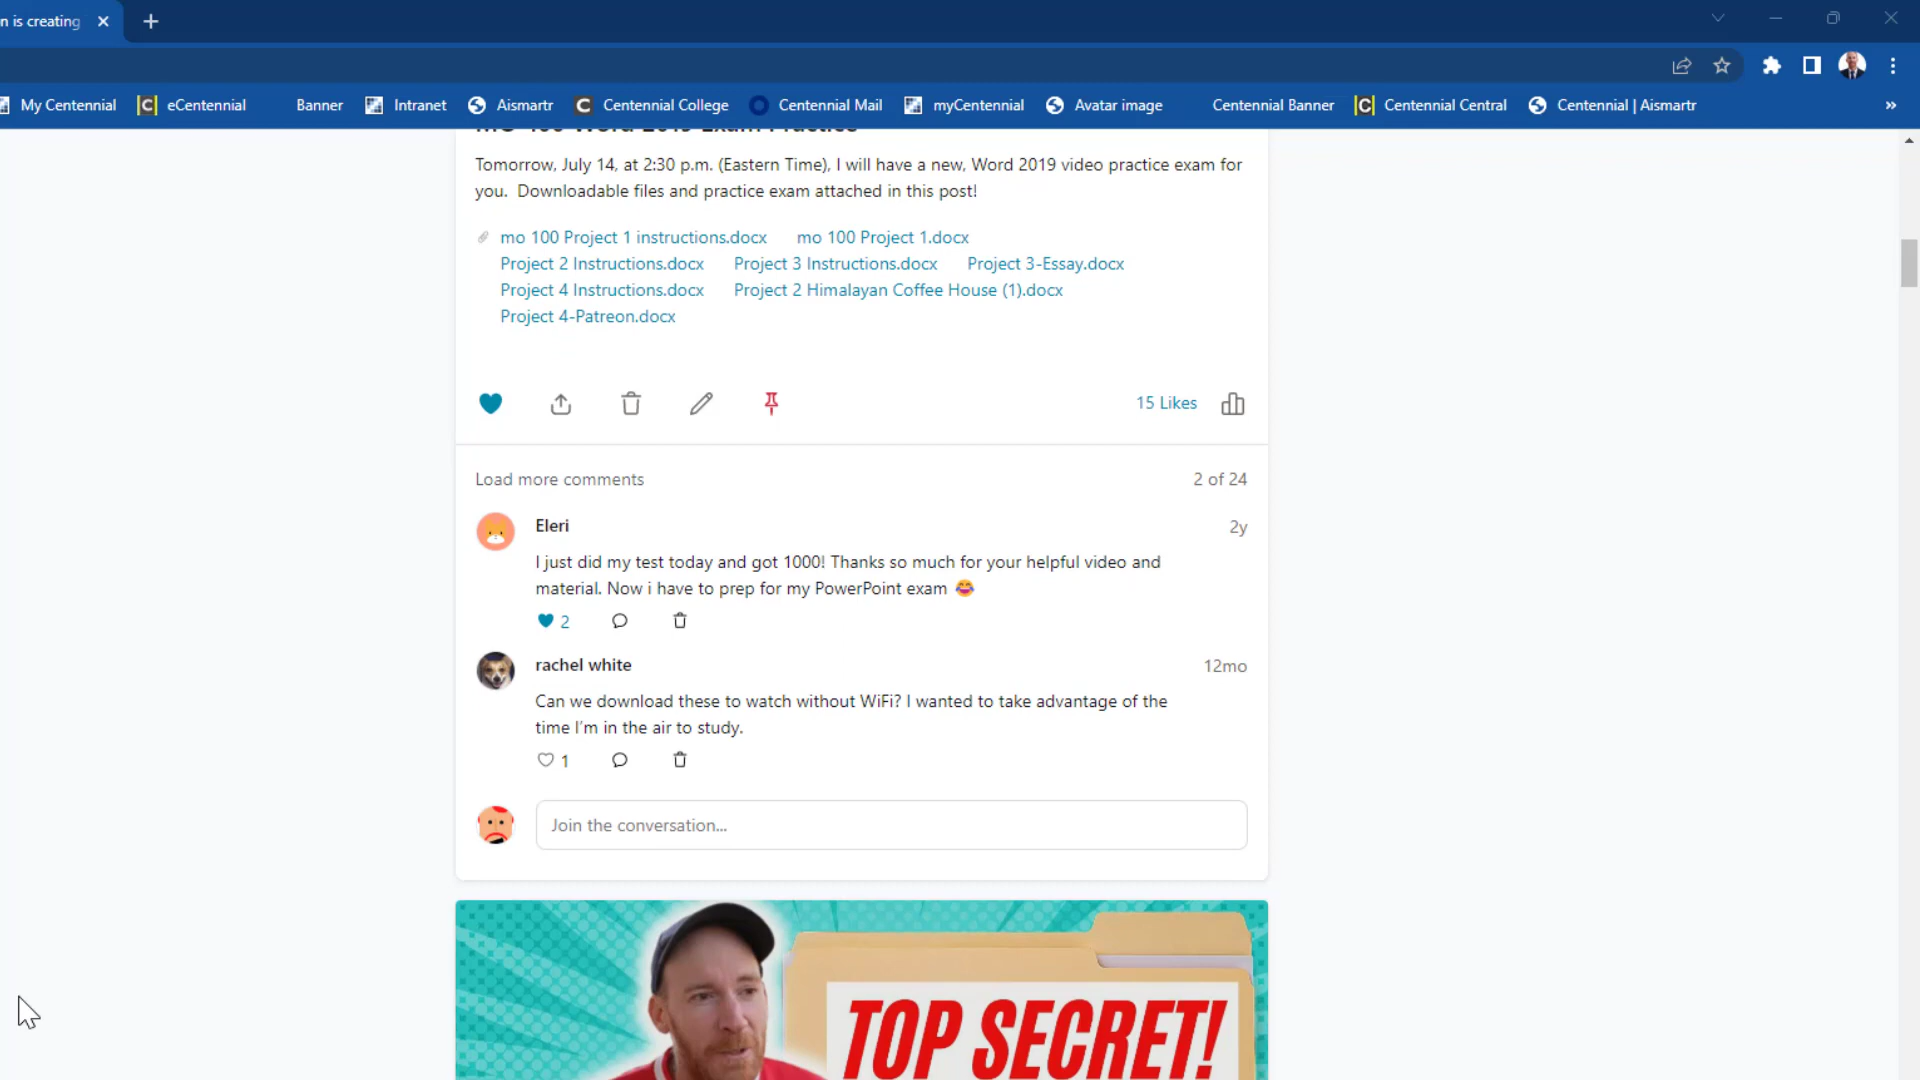 n is creating
My Centennial eCentennial Banner Intranet Aismartr Centennial College Centennial Mail myCentennial Avatar image Centennial Banner Centennial Central Centennial | Aismartr »
MO-100 Word 2019 Exam Practice
Tomorrow, July 14, at 2:30 p.m. (Eastern Time), I will have a new, Word 2019 video practice exam for
you. Downloadable files and practice exam attached in this post!
mo 100 Project 1 instructions.docx mo 100 Project 1.docx
Project 2 Instructions.docx Project 3 Instructions.docx Project 3-Essay.docx
Project 4 Instructions.docx Project 2 Himalayan Coffee House (1).docx
Project 4-Patreon.docx
15 Likes
Load more comments 2 of 24
Eleri 2y
I just did my test today and got 1000! Thanks so much for your helpful video and
material. Now i have to prep for my PowerPoint exam 😂
2
rachel white 12mo
Can we download these to watch without WiFi? I wanted to take advantage of the
time I'm in the air to study.
1
Join the conversation...
TOP SECRET!